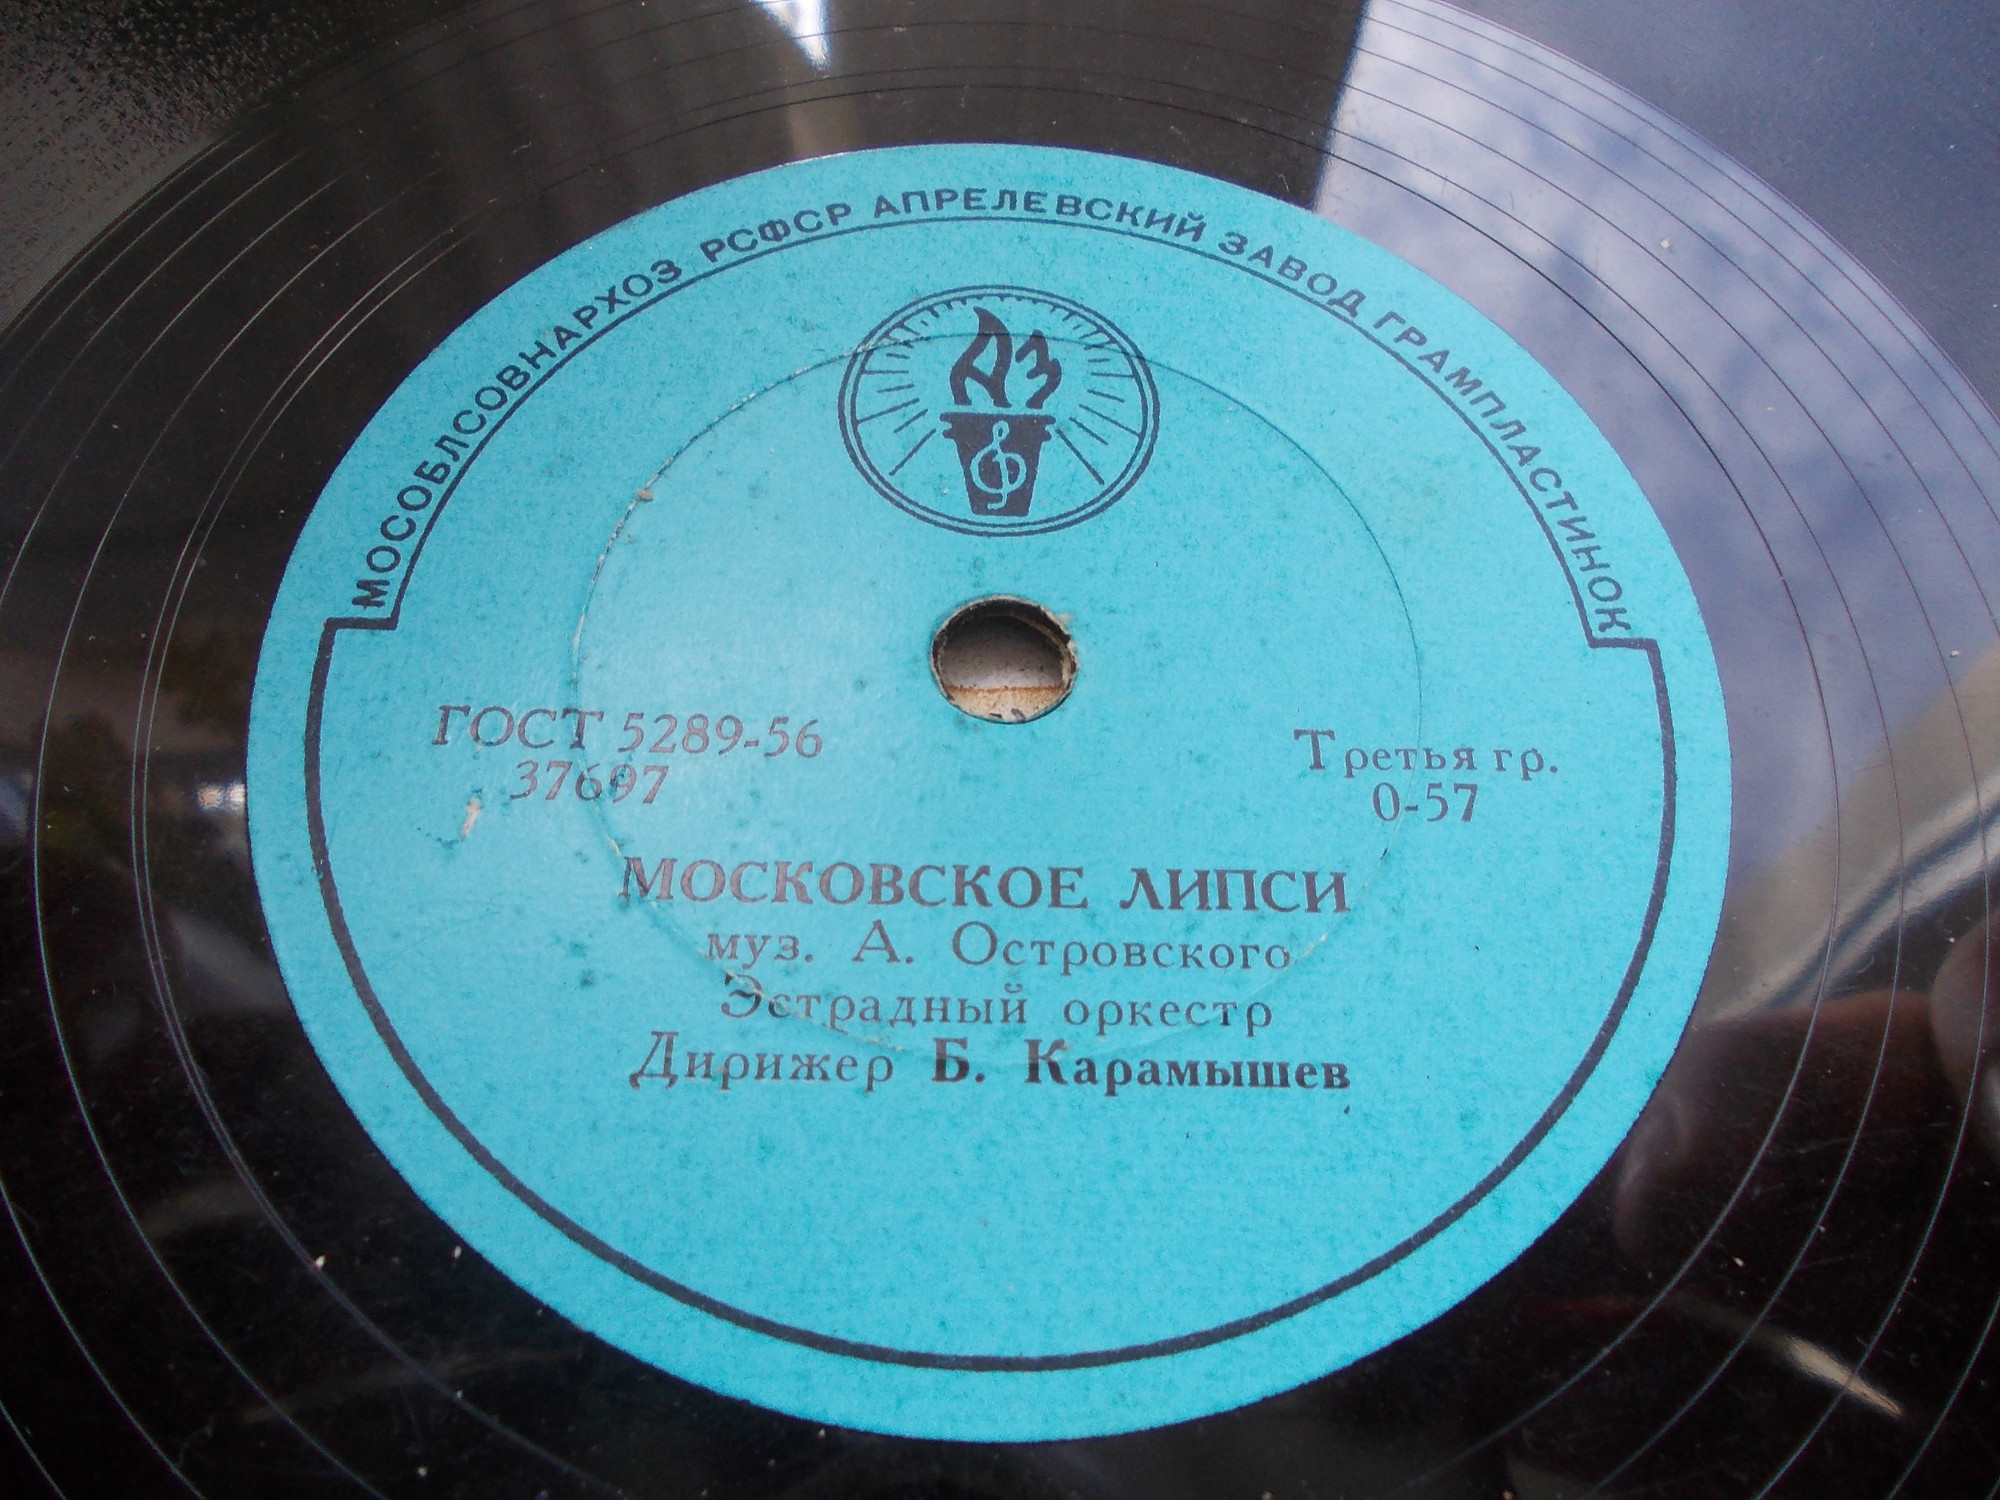 МОСОБЛСОВНАРХОЗ РСФСР АПРЕЛЕВСКИЙ ЗАВОД ГРАМПЛАСТИНОК
АЗ
ГОСТ 5289-56
37697
Третья гр.
0-57
МОСКОВСКОЕ ЛИПСИ
муз. А. Островского
Эстрадный оркестр
Дирижер Б. Карамышев